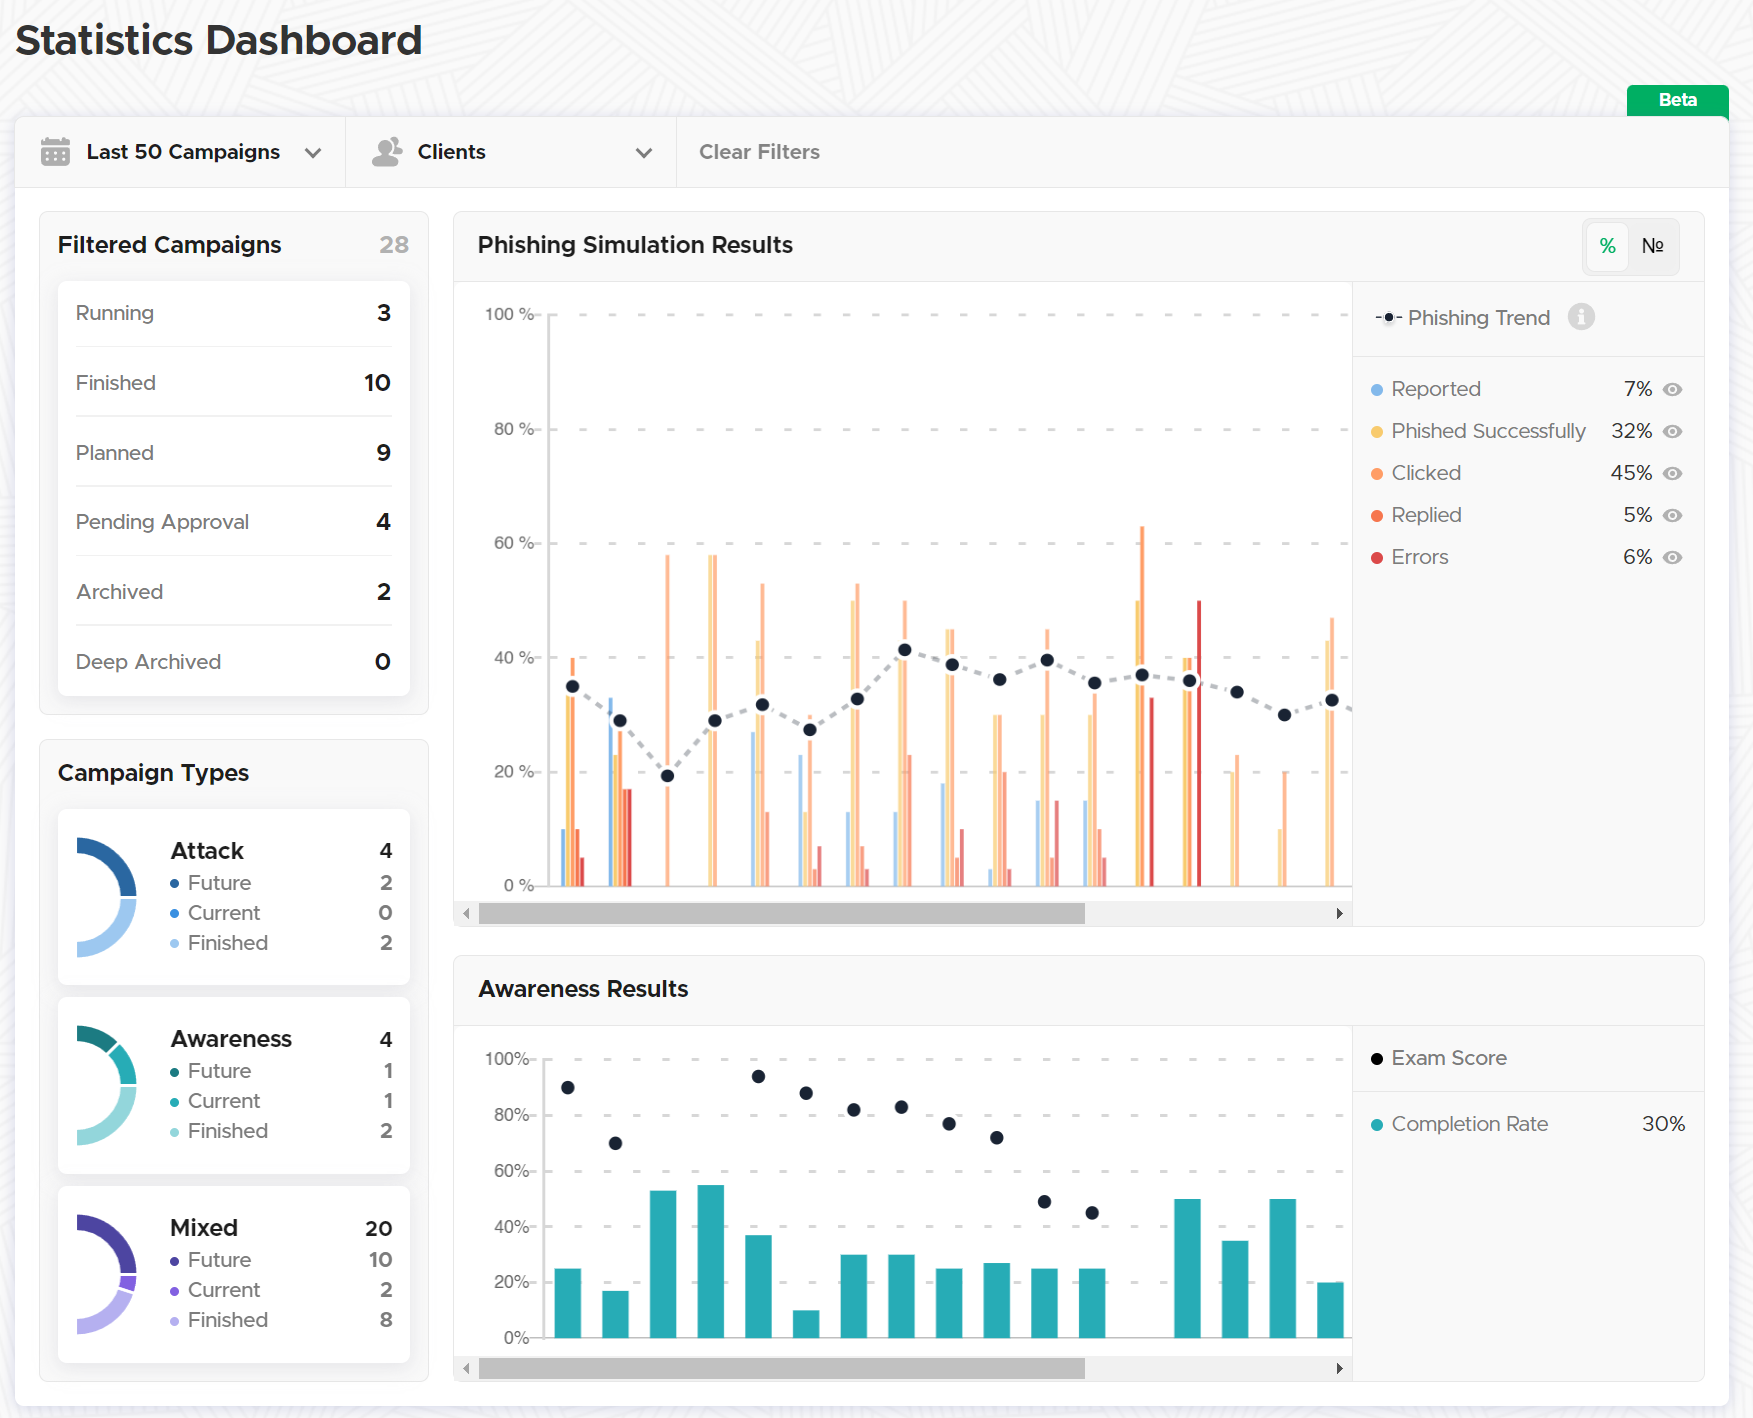 Statistics Dashboard
Beta
Last 50 Campaigns
Clients
Clear Filters
Filtered Campaigns 28
Running 3
Finished 10
Planned 9
Pending Approval 4
Archived 2
Deep Archived 0
Campaign Types
Attack 4
Future 2
Current 0
Finished 2
Awareness 4
Future 1
Current 1
Finished 2
Mixed 20
Future 10
Current 2
Finished 8
Phishing Simulation Results
% №
100 %
80 %
60 %
40 %
20 %
0 %
Phishing Trend
Reported 7%
Phished Successfully 32%
Clicked 45%
Replied 5%
Errors 6%
Awareness Results
100%
80%
60%
40%
20%
0%
Exam Score
Completion Rate 30%